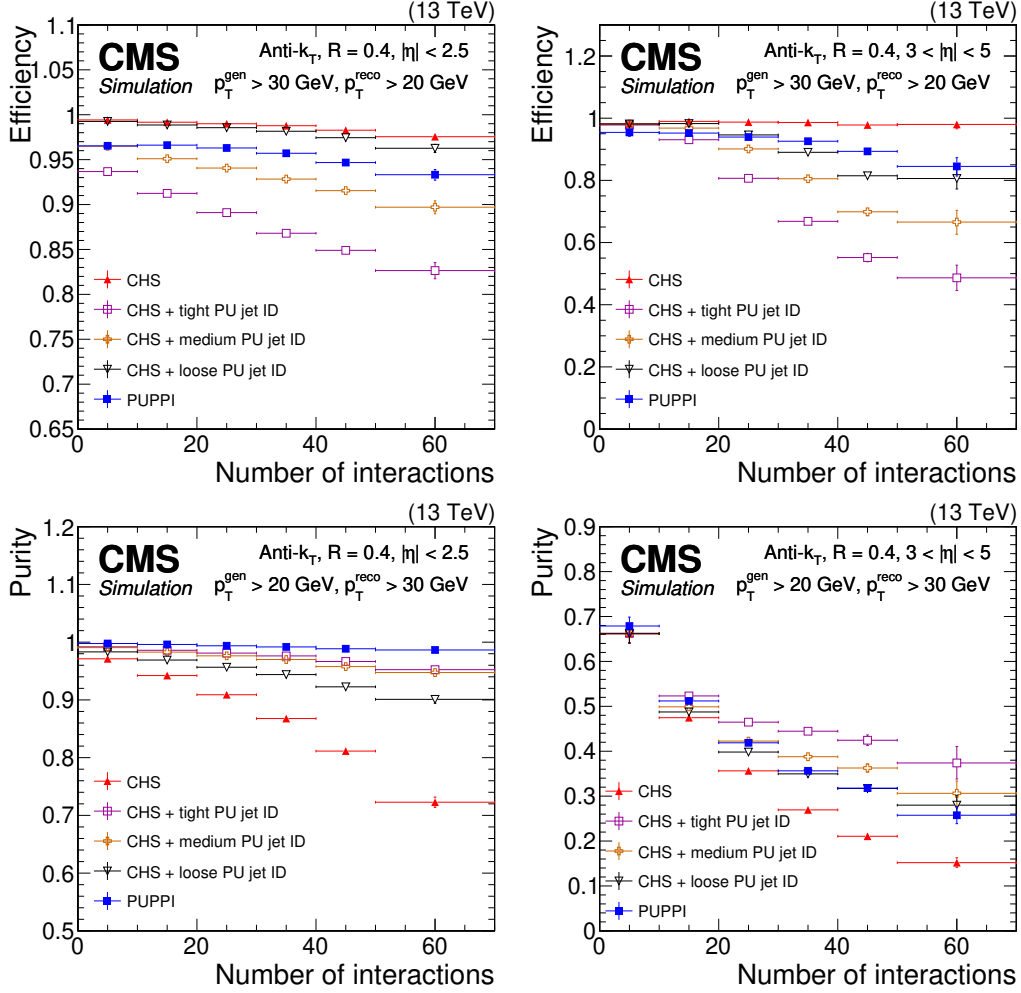 (13 TeV)
CMS
Simulation
Anti-k_T, R = 0.4, |η| < 2.5
p_T^gen > 30 GeV, p_T^reco > 20 GeV
Efficiency
1.1
1.05
1
0.95
0.9
0.85
0.8
0.75
0.7
0.65
CHS
CHS + tight PU jet ID
CHS + medium PU jet ID
CHS + loose PU jet ID
PUPPI
0 20 40 60
Number of interactions
(13 TeV)
CMS
Simulation
Anti-k_T, R = 0.4, 3 < |η| < 5
p_T^gen > 30 GeV, p_T^reco > 20 GeV
Efficiency
1.2
1
0.8
0.6
0.4
0.2
0
CHS
CHS + tight PU jet ID
CHS + medium PU jet ID
CHS + loose PU jet ID
PUPPI
0 20 40 60
Number of interactions
(13 TeV)
CMS
Simulation
Anti-k_T, R = 0.4, |η| < 2.5
p_T^gen > 20 GeV, p_T^reco > 30 GeV
Purity
1.2
1.1
1
0.9
0.8
0.7
0.6
0.5
CHS
CHS + tight PU jet ID
CHS + medium PU jet ID
CHS + loose PU jet ID
PUPPI
0 20 40 60
Number of interactions
(13 TeV)
CMS
Simulation
Anti-k_T, R = 0.4, 3 < |η| < 5
p_T^gen > 20 GeV, p_T^reco > 30 GeV
Purity
0.9
0.8
0.7
0.6
0.5
0.4
0.3
0.2
0.1
0
CHS
CHS + tight PU jet ID
CHS + medium PU jet ID
CHS + loose PU jet ID
PUPPI
0 20 40 60
Number of interactions